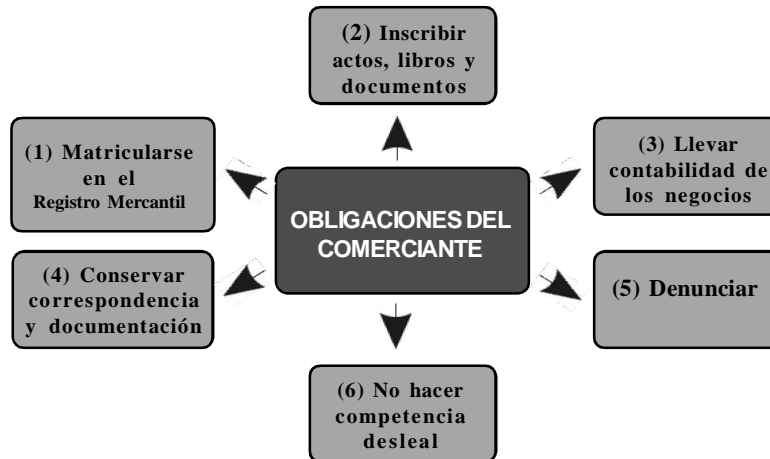 (2) Inscribir
actos, libros y
documentos
(1) Matricularse
en el
Registro Mercantil
(3) Llevar
contabilidad de
los negocios
OBLIGACIONES DEL
COMERCIANTE
(4) Conservar
correspondencia
y documentación
(5) Denunciar
(6) No hacer
competencia
desleal